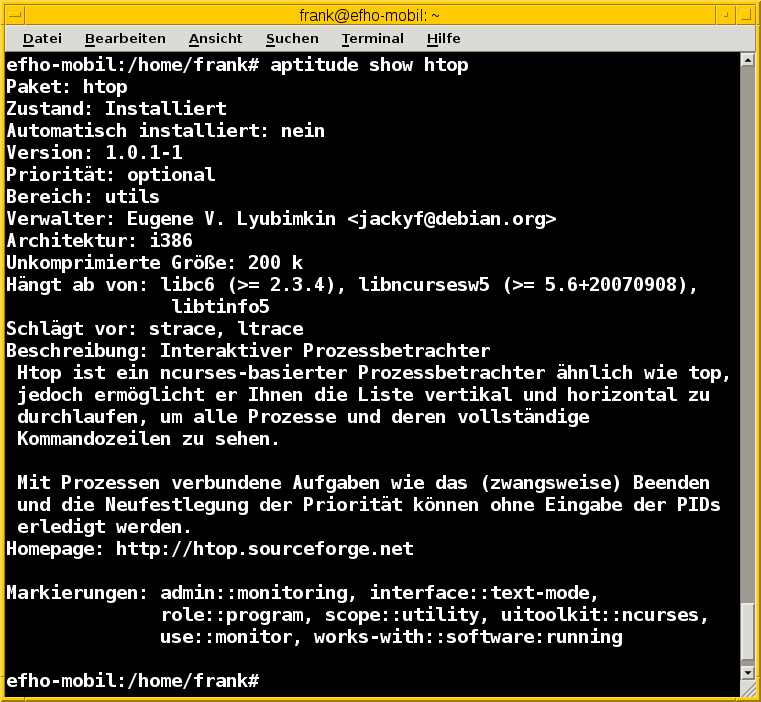 frank@efho-mobil: ~
Datei Bearbeiten Ansicht Suchen Terminal Hilfe
efho-mobil:/home/frank# aptitude show htop
Paket: htop
Zustand: Installiert
Automatisch installiert: nein
Version: 1.0.1-1
Priorität: optional
Bereich: utils
Verwalter: Eugene V. Lyubimkin <jackyf@debian.org>
Architektur: i386
Unkomprimierte Größe: 200 k
Hängt ab von: libc6 (>= 2.3.4), libncursesw5 (>= 5.6+20070908),
libtinfo5
Schlägt vor: strace, ltrace
Beschreibung: Interaktiver Prozessbetrachter
Htop ist ein ncurses-basierter Prozessbetrachter ähnlich wie top,
jedoch ermöglicht er Ihnen die Liste vertikal und horizontal zu
durchlaufen, um alle Prozesse und deren vollständige
Kommandozeilen zu sehen.
Mit Prozessen verbundene Aufgaben wie das (zwangsweise) Beenden
und die Neufestlegung der Priorität können ohne Eingabe der PIDs
erledigt werden.
Homepage: http://htop.sourceforge.net
Markierungen: admin::monitoring, interface::text-mode,
role::program, scope::utility, uitoolkit::ncurses,
use::monitor, works-with::software:running
efho-mobil:/home/frank#